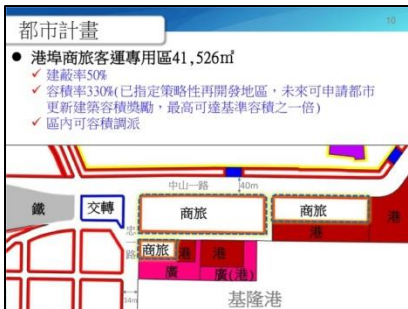 10
都市計畫
● 港埠商旅客運專用區41,526㎡
✓ 建蔽率50%
✓ 容積率330%(已指定策略性再開發地區，未來可申請都市
更新建築容積獎勵，最高可達基準容積之一倍)
✓ 區內可容積調派
中山一路
40m
鐵
交轉
商旅
商旅
港
港
忠
路
商旅
港
港
廣
廣(港)
34m
基隆港